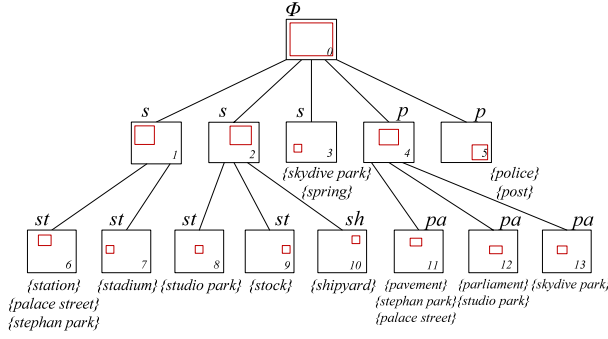 Φ
0
s s s p p
1 2 3 4 5
{skydive park} {police}
{spring} {post}
st st st st sh pa pa pa
6 7 8 9 10 11 12 13
{station} {stadium} {studio park} {stock} {shipyard} {pavement} {parliament} {skydive park}
{palace street} {stephan park} {studio park}
{stephan park} {palace street}